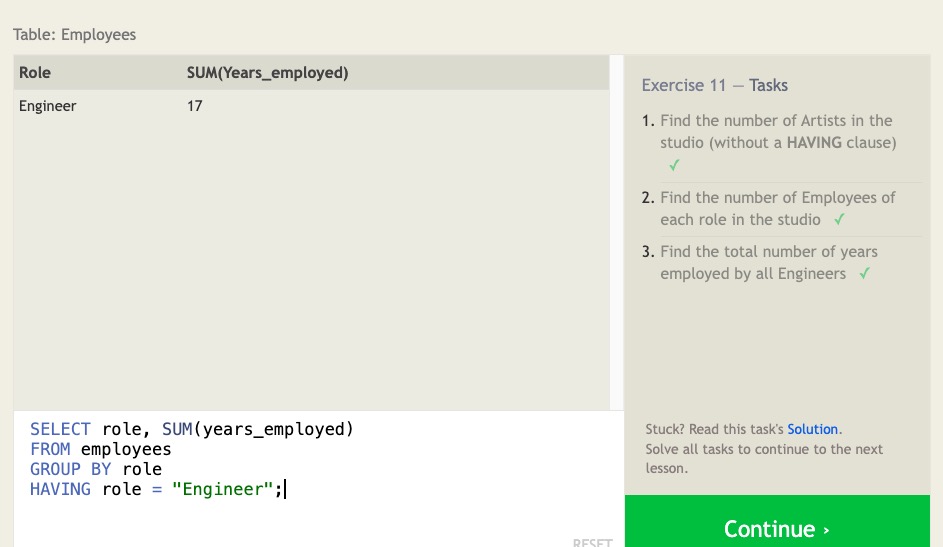 Table: Employees
Role SUM(Years_employed)
Engineer 17
Exercise 11 — Tasks
1. Find the number of Artists in the
studio (without a HAVING clause)
✓
2. Find the number of Employees of
each role in the studio ✓
3. Find the total number of years
employed by all Engineers ✓
Stuck? Read this task's Solution.
Solve all tasks to continue to the next
lesson.
SELECT role, SUM(years_employed)
FROM employees
GROUP BY role
HAVING role = "Engineer";
RESET
Continue ›